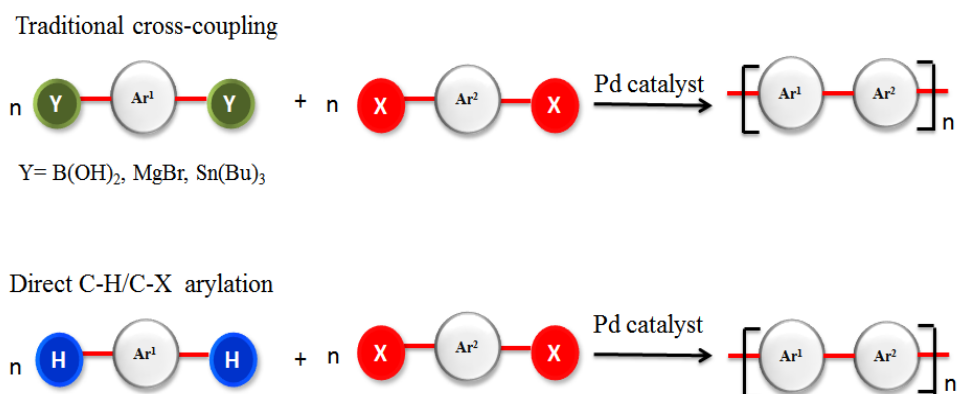 Traditional cross-coupling
n Y Ar¹ Y + n X Ar² X Pd catalyst Ar¹ Ar² n
Y= B(OH)₂, MgBr, Sn(Bu)₃
Direct C-H/C-X arylation
n H Ar¹ H + n X Ar² X Pd catalyst Ar¹ Ar² n